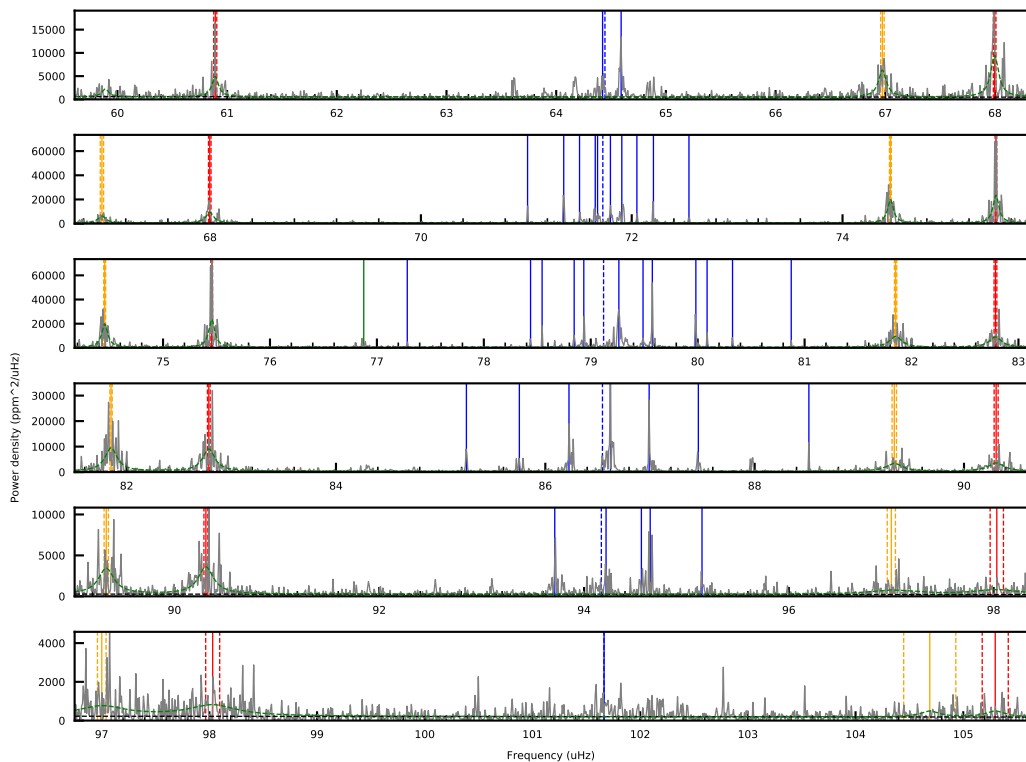 15000
10000
5000
0
60 61 62 63 64 65 66 67 68
60000
40000
20000
0
68 70 72 74
60000
40000
20000
0
75 76 77 78 79 80 81 82 83
30000
20000
10000
0
82 84 86 88 90
10000
5000
0
90 92 94 96 98
4000
2000
0
97 98 99 100 101 102 103 104 105
Power density (ppm^2/uHz)
Frequency (uHz)